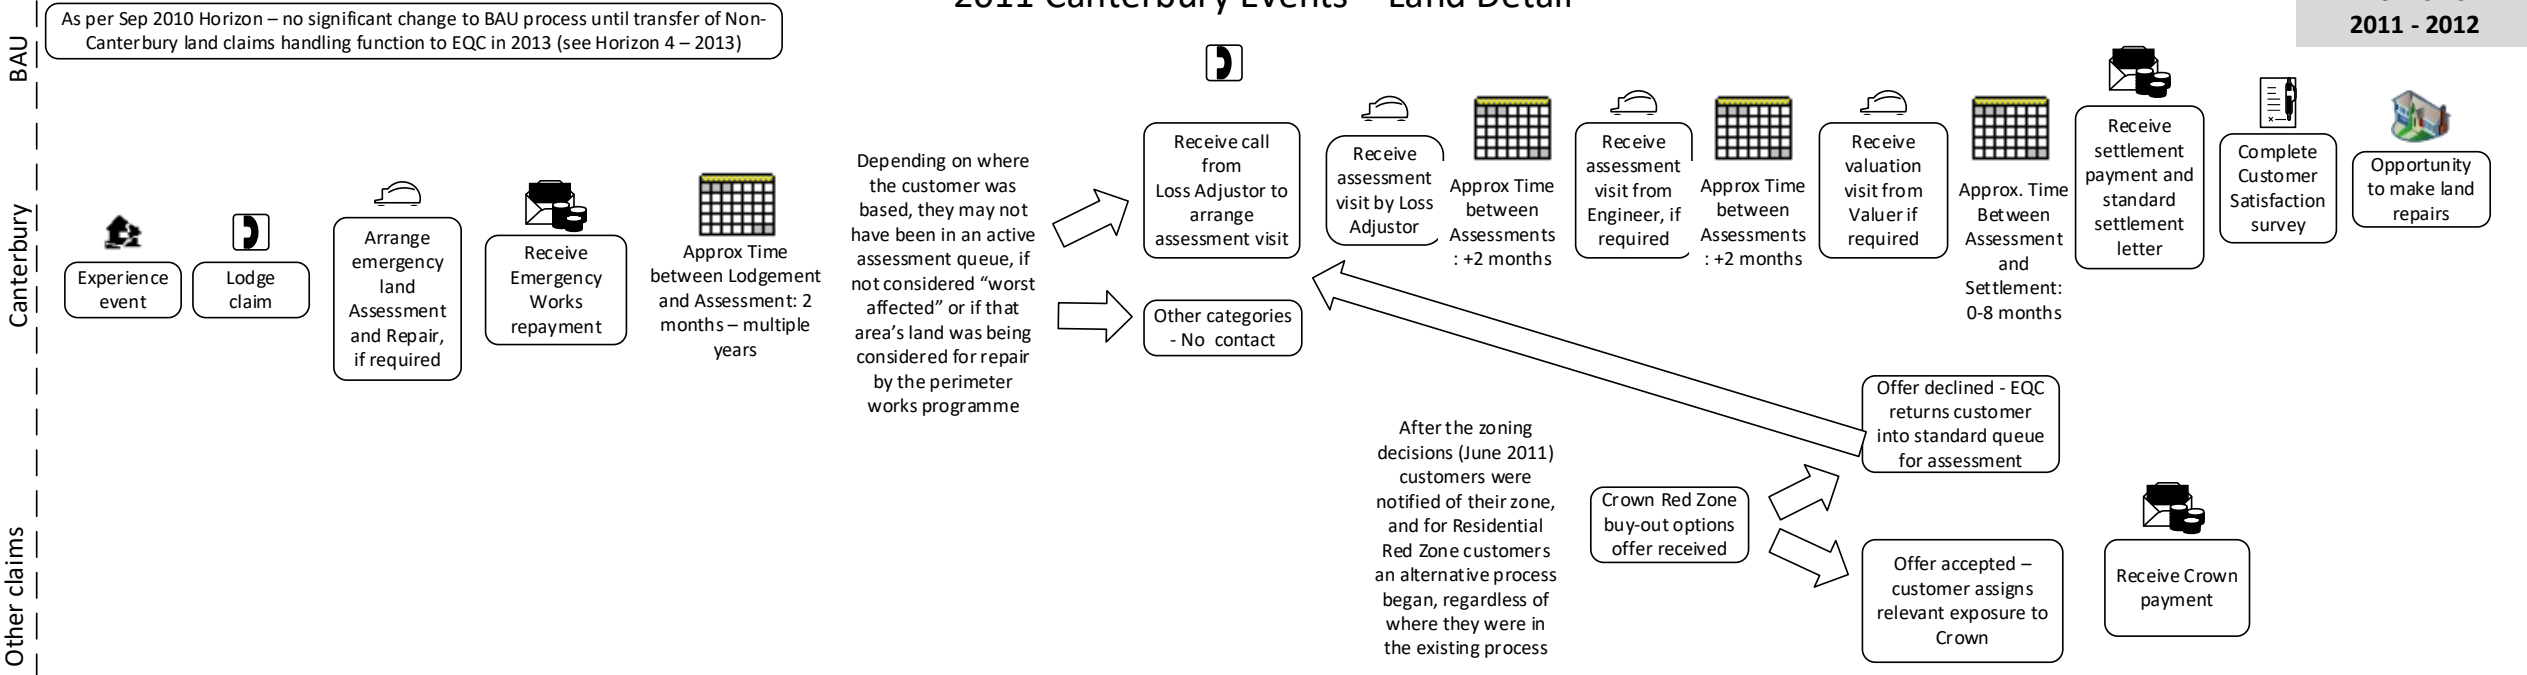 2011 Canterbury Events – Land Detail
2011 - 2012
BAU
As per Sep 2010 Horizon – no significant change to BAU process until transfer of Non-
Canterbury land claims handling function to EQC in 2013 (see Horizon 4 – 2013)
Canterbury
Experience
event
Lodge
claim
Arrange
emergency
land
Assessment
and Repair,
if required
Receive
Emergency
Works
repayment
Approx Time
between Lodgement
and Assessment: 2
months – multiple
years
Depending on where
the customer was
based, they may not
have been in an active
assessment queue, if
not considered “worst
affected” or if that
area’s land was being
considered for repair
by the perimeter
works programme
Receive call
from
Loss Adjustor to
arrange
assessment visit
Other categories
- No contact
Receive
assessment
visit by Loss
Adjustor
Approx Time
between
Assessments
: +2 months
Receive
assessment
visit from
Engineer, if
required
Approx Time
between
Assessments
: +2 months
Receive
valuation
visit from
Valuer if
required
Approx. Time
Between
Assessment
and
Settlement:
0-8 months
Receive
settlement
payment and
standard
settlement
letter
Complete
Customer
Satisfaction
survey
Opportunity
to make land
repairs
Other claims
After the zoning
decisions (June 2011)
customers were
notified of their zone,
and for Residential
Red Zone customers
an alternative process
began, regardless of
where they were in
the existing process
Crown Red Zone
buy-out options
offer received
Offer declined - EQC
returns customer
into standard queue
for assessment
Offer accepted –
customer assigns
relevant exposure to
Crown
Receive Crown
payment